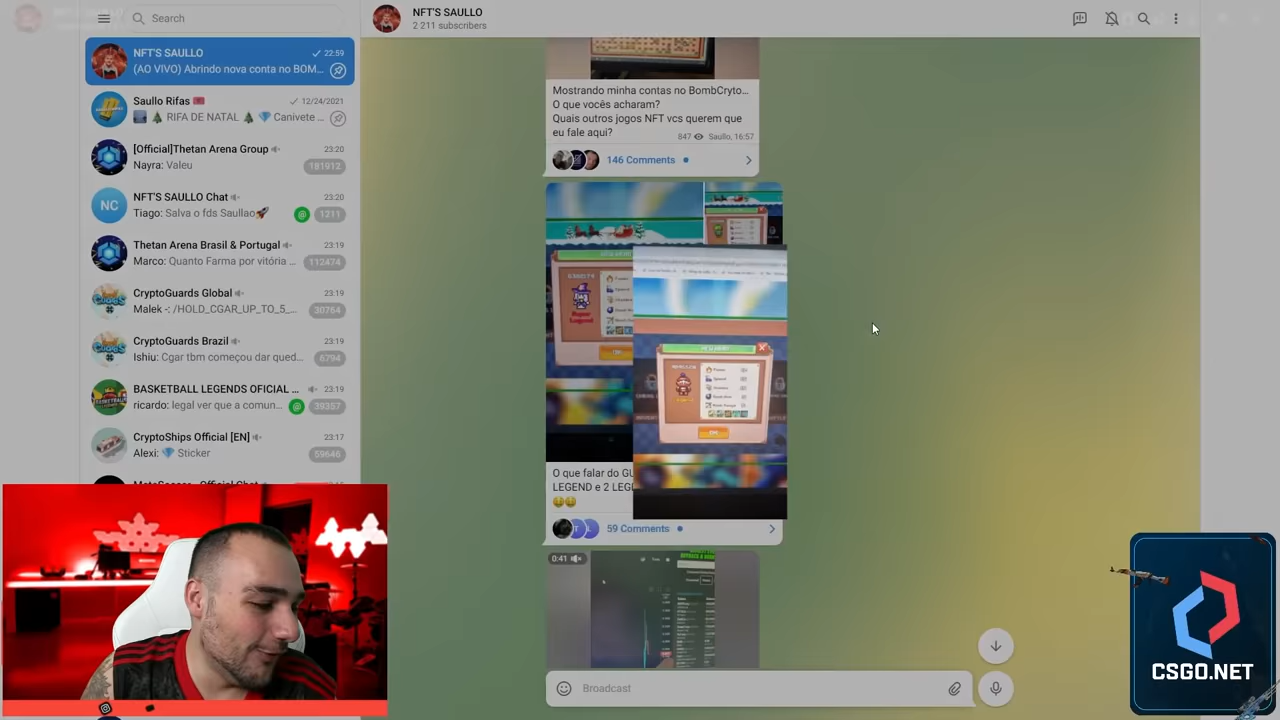 Search
NFT'S SAULLO
2 211 subscribers
NFT'S SAULLO
22:59
(AO VIVO) Abrindo nova conta no BOM...
Saullo Rifas
12/24/2021
RIFA DE NATAL 💎 Canivete ...
[Official]Thetan Arena Group
23:20
Nayra: Valeu
181912
NFT'S SAULLO Chat
23:20
NC
Tiago: Salva o fds Saullao🚀
@
1211
Thetan Arena Brasil & Portugal
23:19
Marco: Quanto Farma por vitória ...
112474
CryptoGuards Global
23:19
Malek -: /HOLD_CGAR_UP_TO_5_...
30764
CryptoGuards Brazil
23:19
Ishiu: Cgar tbm começou dar qued...
6794
BASKETBALL LEGENDS OFICIAL ...
23:19
ricardo: legal ver que a comun...
@
39357
CryptoShips Official [EN]
23:17
Alexi: 💎 Sticker
59646
Mostrando minha contas no BombCryto...
O que vocês acharam?
Quais outros jogos NFT vcs querem que
eu fale aqui?
847
Saullo, 16:57
146 Comments
O que falar do
LEGEND e 2
59 Comments
0:41
Broadcast
CSGO.NET